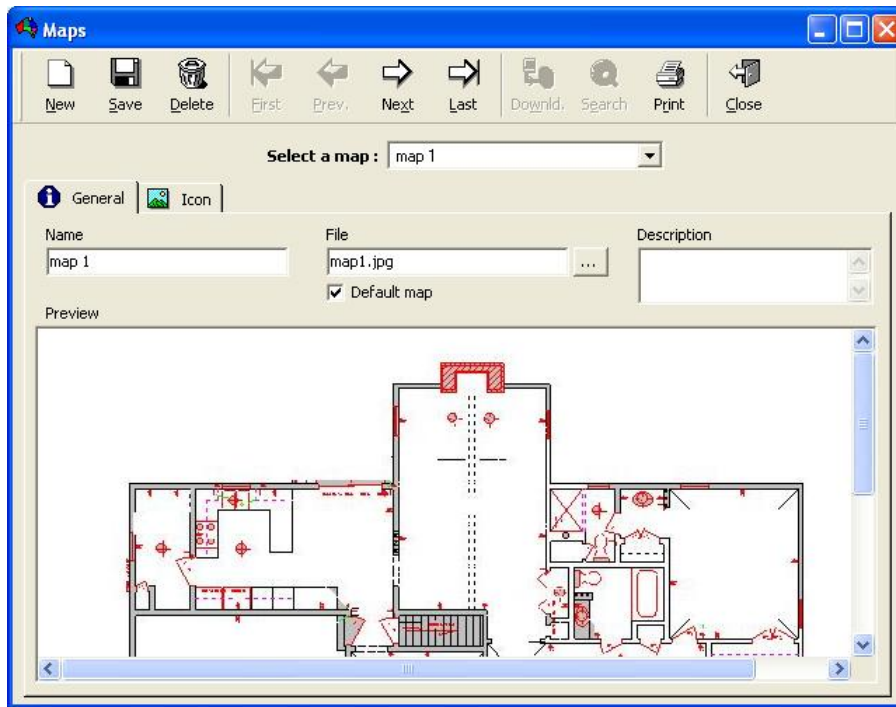 Maps
New Save Delete First Prev. Next Last Downld. Search Print Close
Select a map : map 1
General Icon
Name File Description
map 1 map1.jpg ...
Default map
Preview